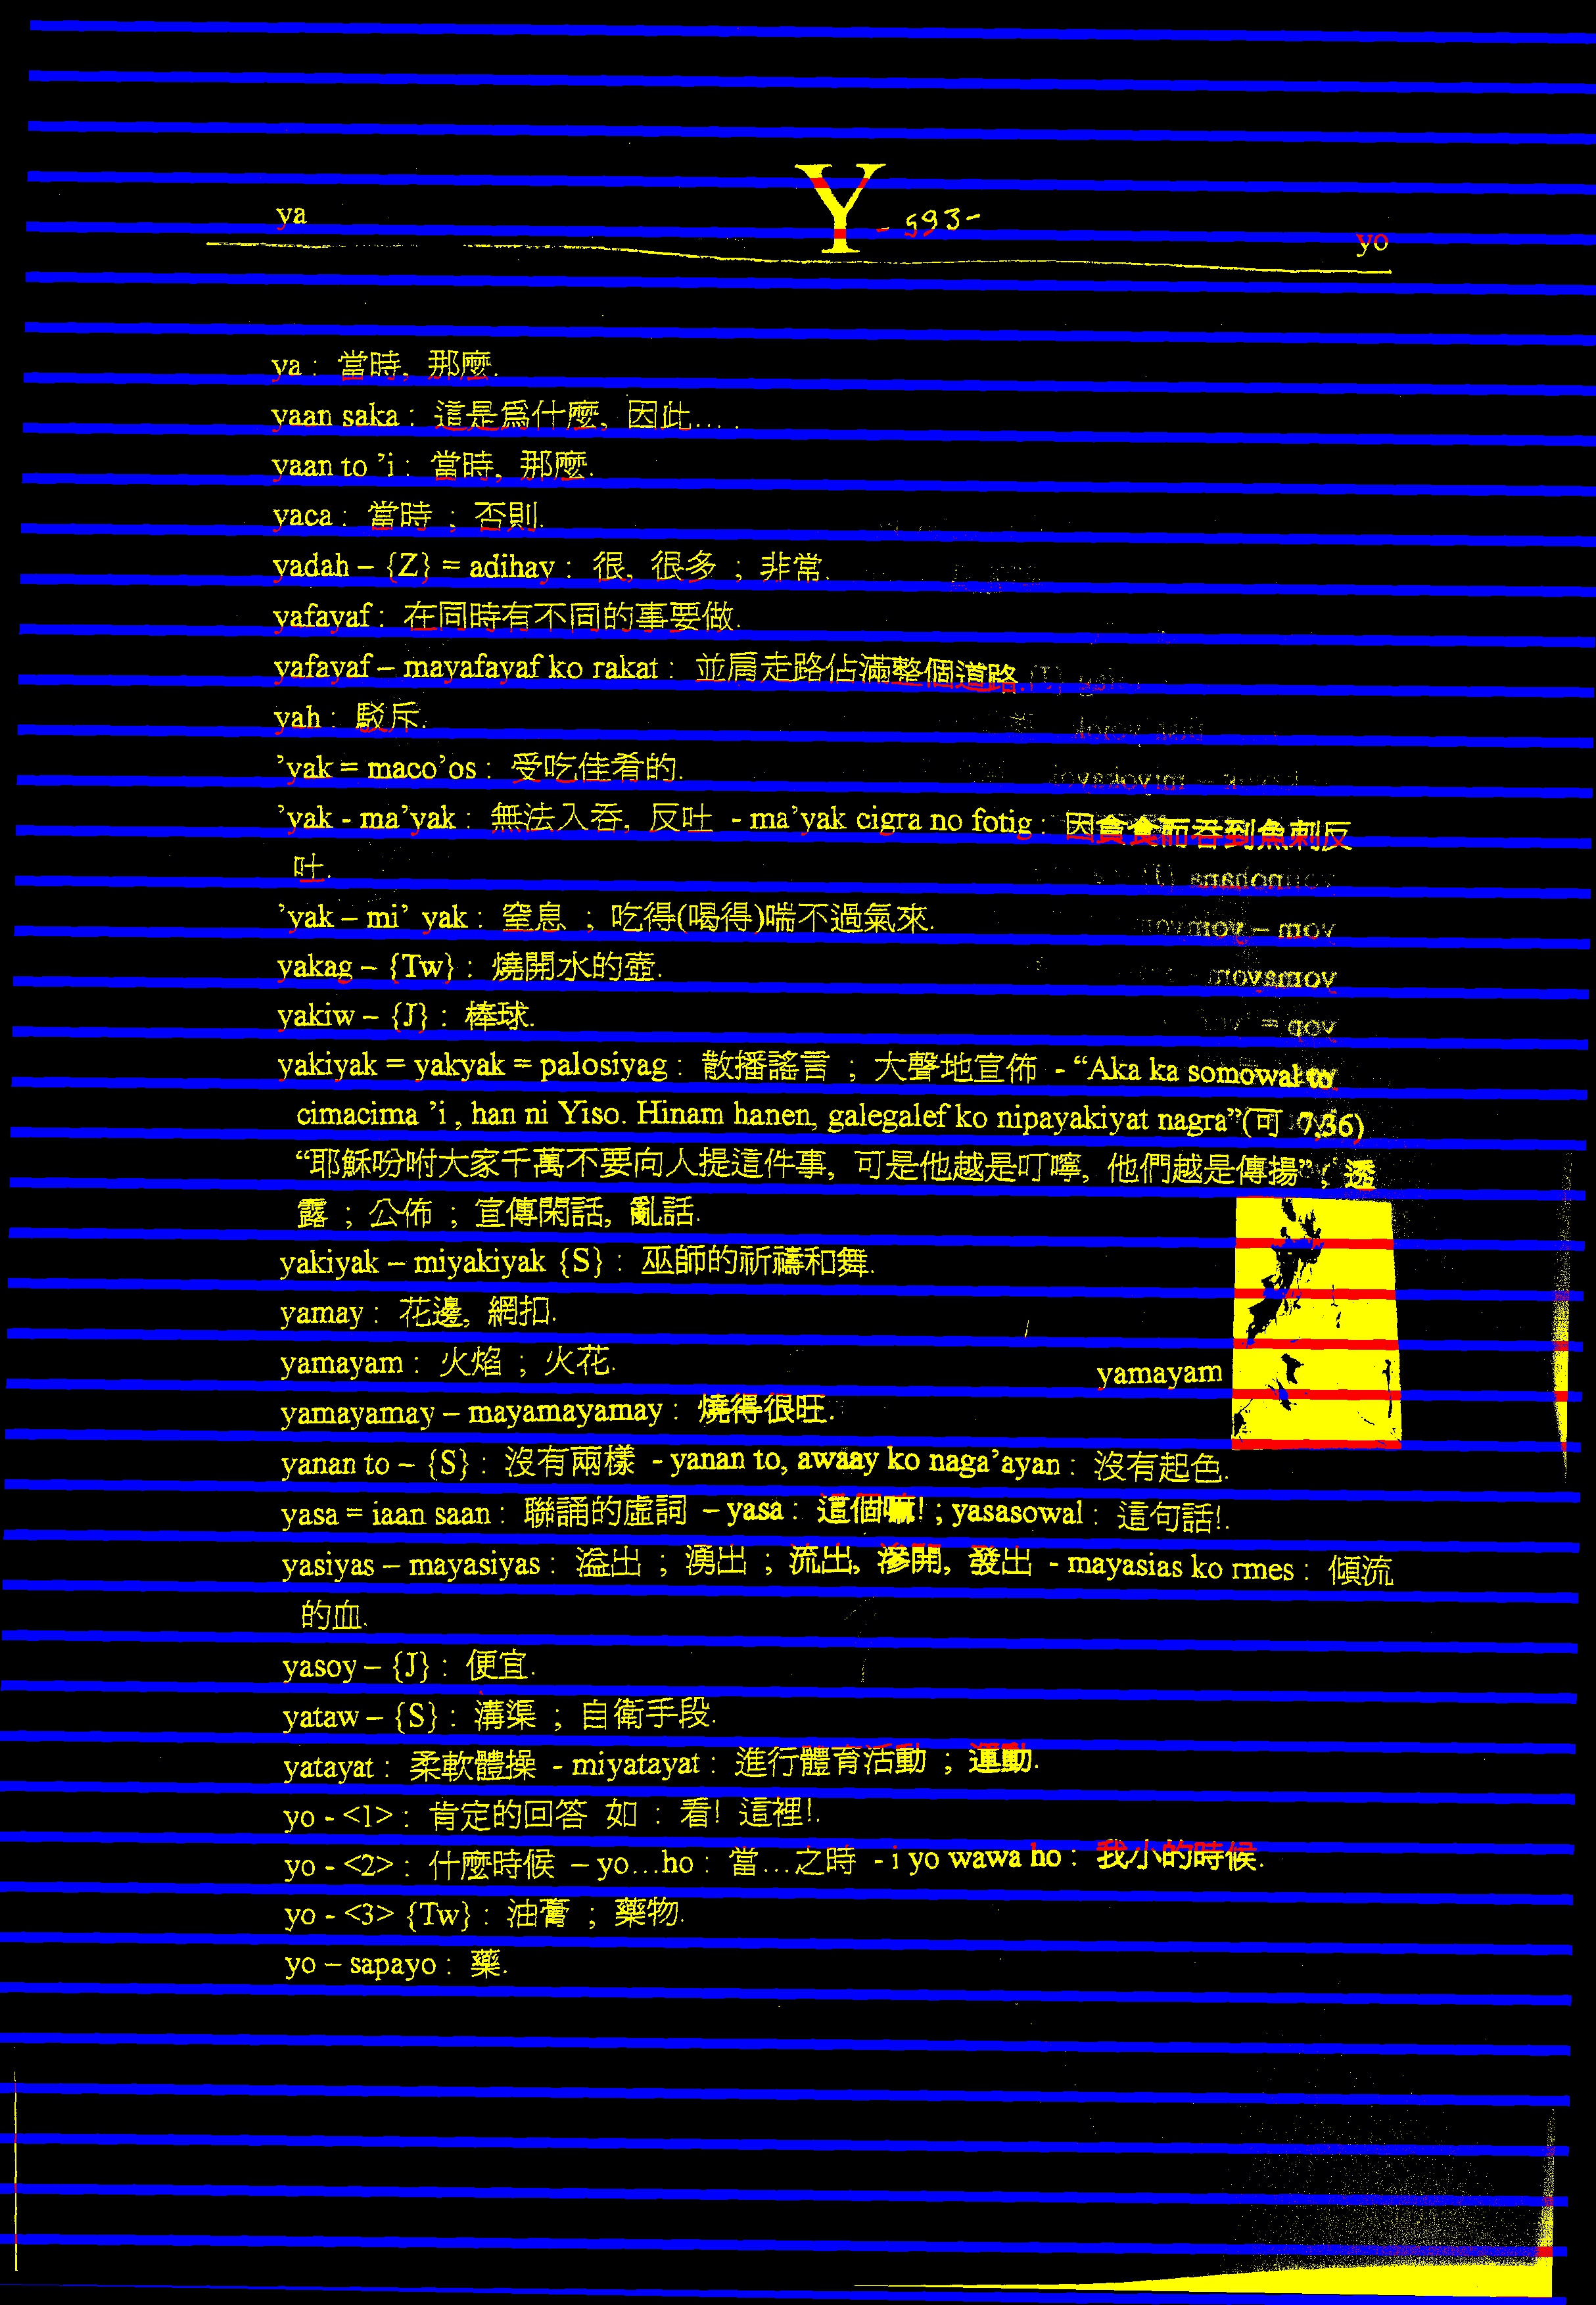 Y
ya - 593- yo
ya : 當時, 那麼.
yaan saka : 這是爲什麼, 因此... .
yaan to ’i : 當時, 那麼.
yaca : 當時 ; 否則.
yadah – {Z} = adihay : 很, 很多 ; 非常.
yafayaf : 在同時有不同的事要做.
yafayaf – mayafayaf ko rakat : 並肩走路佔滿整個道路.
yah : 駁斥.
’yak = maco’os : 受吃佳肴的.
’yak - ma’yak : 無法入吞, 反吐 - ma’yak cigra no fotig : 因貪食而吞到魚刺反
吐.
’yak – mi’ yak : 窒息 ; 吃得(喝得)喘不過氣來.
yakag – {Tw} : 燒開水的壺.
yakiw – {J} : 棒球.
yakiyak = yakyak = palosiyag : 散播謠言 ; 大聲地宣佈 - “Aka ka somowal to
cimacima ’i , han ni Yiso. Hinam hanen, galegalef ko nipayakiyat nagra”(可 7,36)
“耶穌吩咐大家千萬不要向人提這件事, 可是他越是叮嚀, 他們越是傳揚” ; 透
露 ; 公佈 ; 宣傳閑話, 亂話.
yakiyak – miyakiyak {S} : 巫師的祈禱和舞.
yamay : 花邊, 網扣.
yamayam : 火焰 ; 火花.
yamayam
yamayamay – mayamayamay : 燒得很旺.
yanan to – {S} : 沒有兩樣 - yanan to, awaay ko naga’ayan : 沒有起色.
yasa = iaan saan : 聯誦的虛詞 – yasa : 這個嘛! ; yasasowal : 這句話!.
yasiyas – mayasiyas : 溢出 ; 湧出 ; 流出, 滲開, 發出 - mayasias ko rmes : 傾流
的血.
yasoy – {J} : 便宜.
yataw – {S} : 溝渠 ; 自衛手段.
yatayat : 柔軟體操 - miyatayat : 進行體育活動 ; 運動.
yo - <1> : 肯定的回答 如 : 看! 這裡!.
yo - <2> : 什麼時候 – yo...ho : 當...之時 - i yo wawa ho : 我小的時候.
yo - <3> {Tw} : 油膏 ; 藥物.
yo – sapayo : 藥.